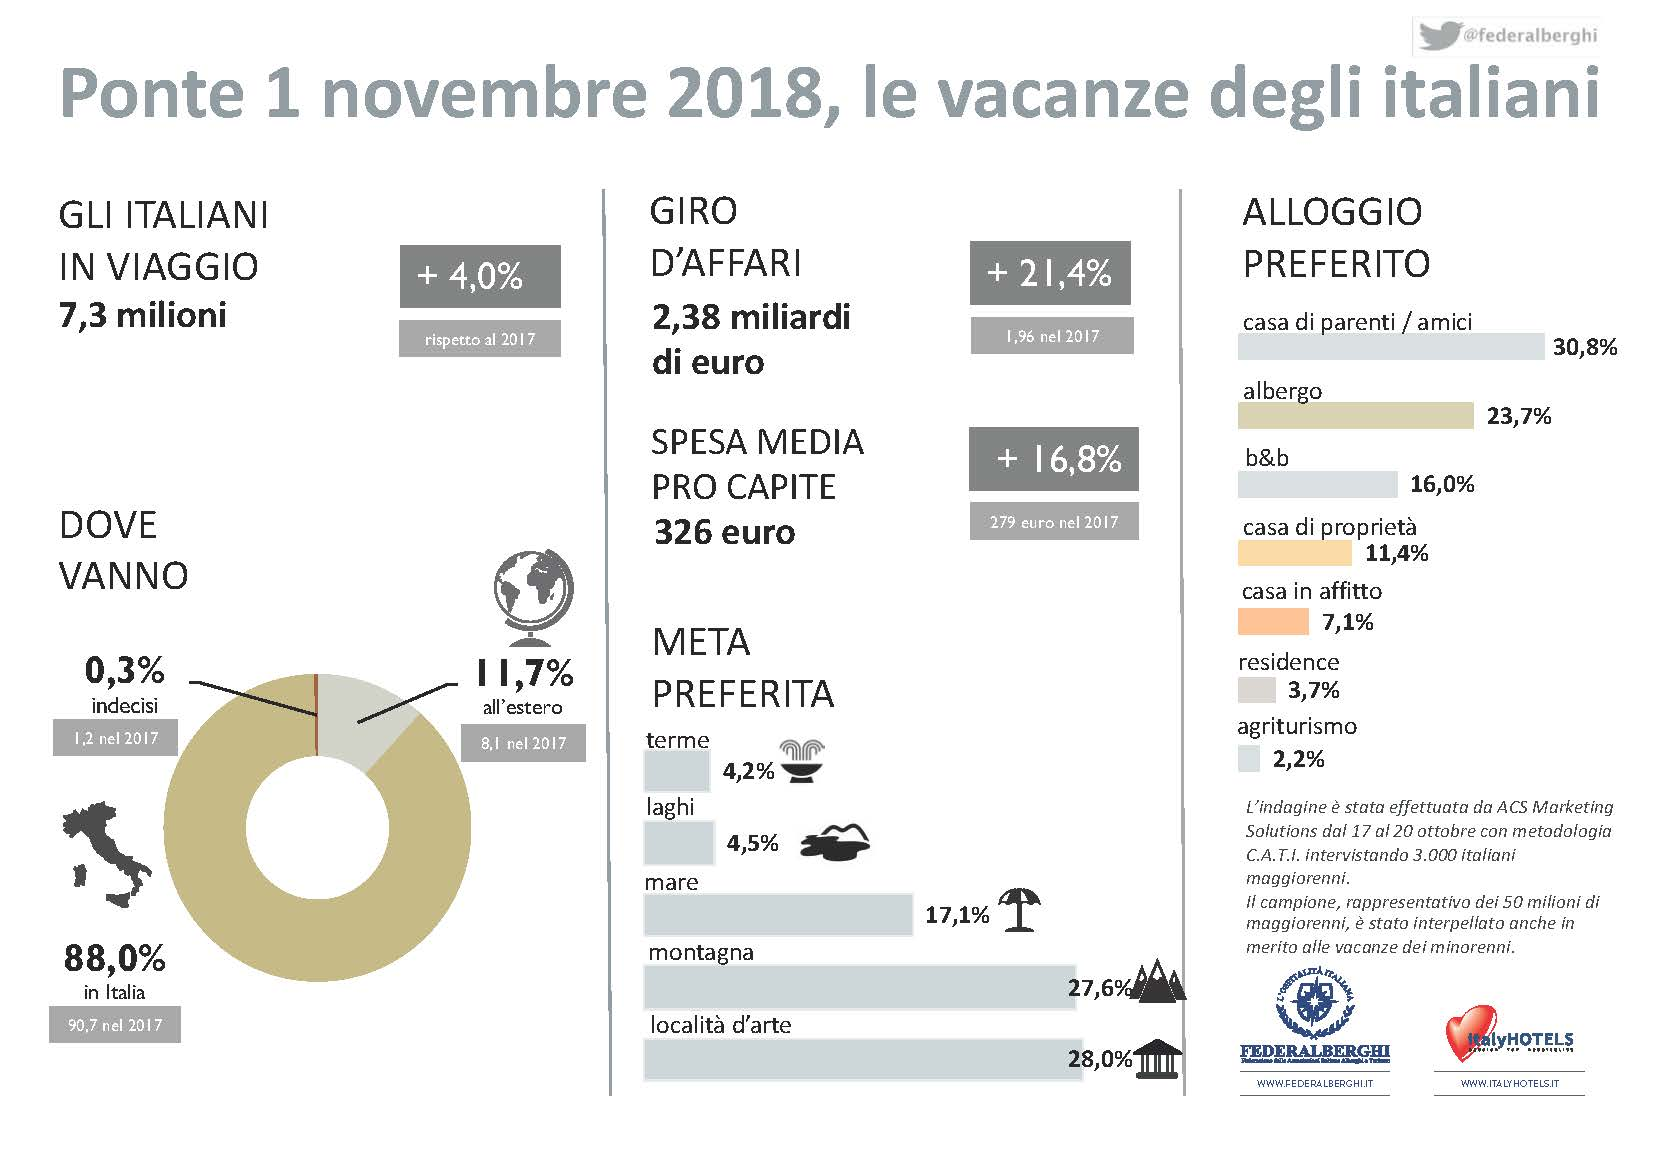 @federalberghi
Ponte 1 novembre 2018, le vacanze degli italiani
GLI ITALIANI
IN VIAGGIO
7,3 milioni
+ 4,0%
rispetto al 2017
DOVE
VANNO
0,3%
indecisi
1,2 nel 2017
11,7%
all'estero
8,1 nel 2017
88,0%
in Italia
90,7 nel 2017
GIRO
D'AFFARI
2,38 miliardi
di euro
+ 21,4%
1,96 nel 2017
SPESA MEDIA
PRO CAPITE
326 euro
+ 16,8%
279 euro nel 2017
META
PREFERITA
terme
4,2%
laghi
4,5%
mare
17,1%
montagna
27,6%
località d'arte
28,0%
ALLOGGIO
PREFERITO
casa di parenti / amici
30,8%
albergo
23,7%
b&b
16,0%
casa di proprietà
11,4%
casa in affitto
7,1%
residence
3,7%
agriturismo
2,2%
L'indagine è stata effettuata da ACS Marketing
Solutions dal 17 al 20 ottobre con metodologia
C.A.T.I. intervistando 3.000 italiani
maggiorenni.
Il campione, rappresentativo dei 50 milioni di
maggiorenni, è stato interpellato anche in
merito alle vacanze dei minorenni.
L'OSPITALITÀ ITALIANA
FEDERALBERGHI
WWW.FEDERALBERGHI.IT
italyHOTELS
WWW.ITALYHOTELS.IT